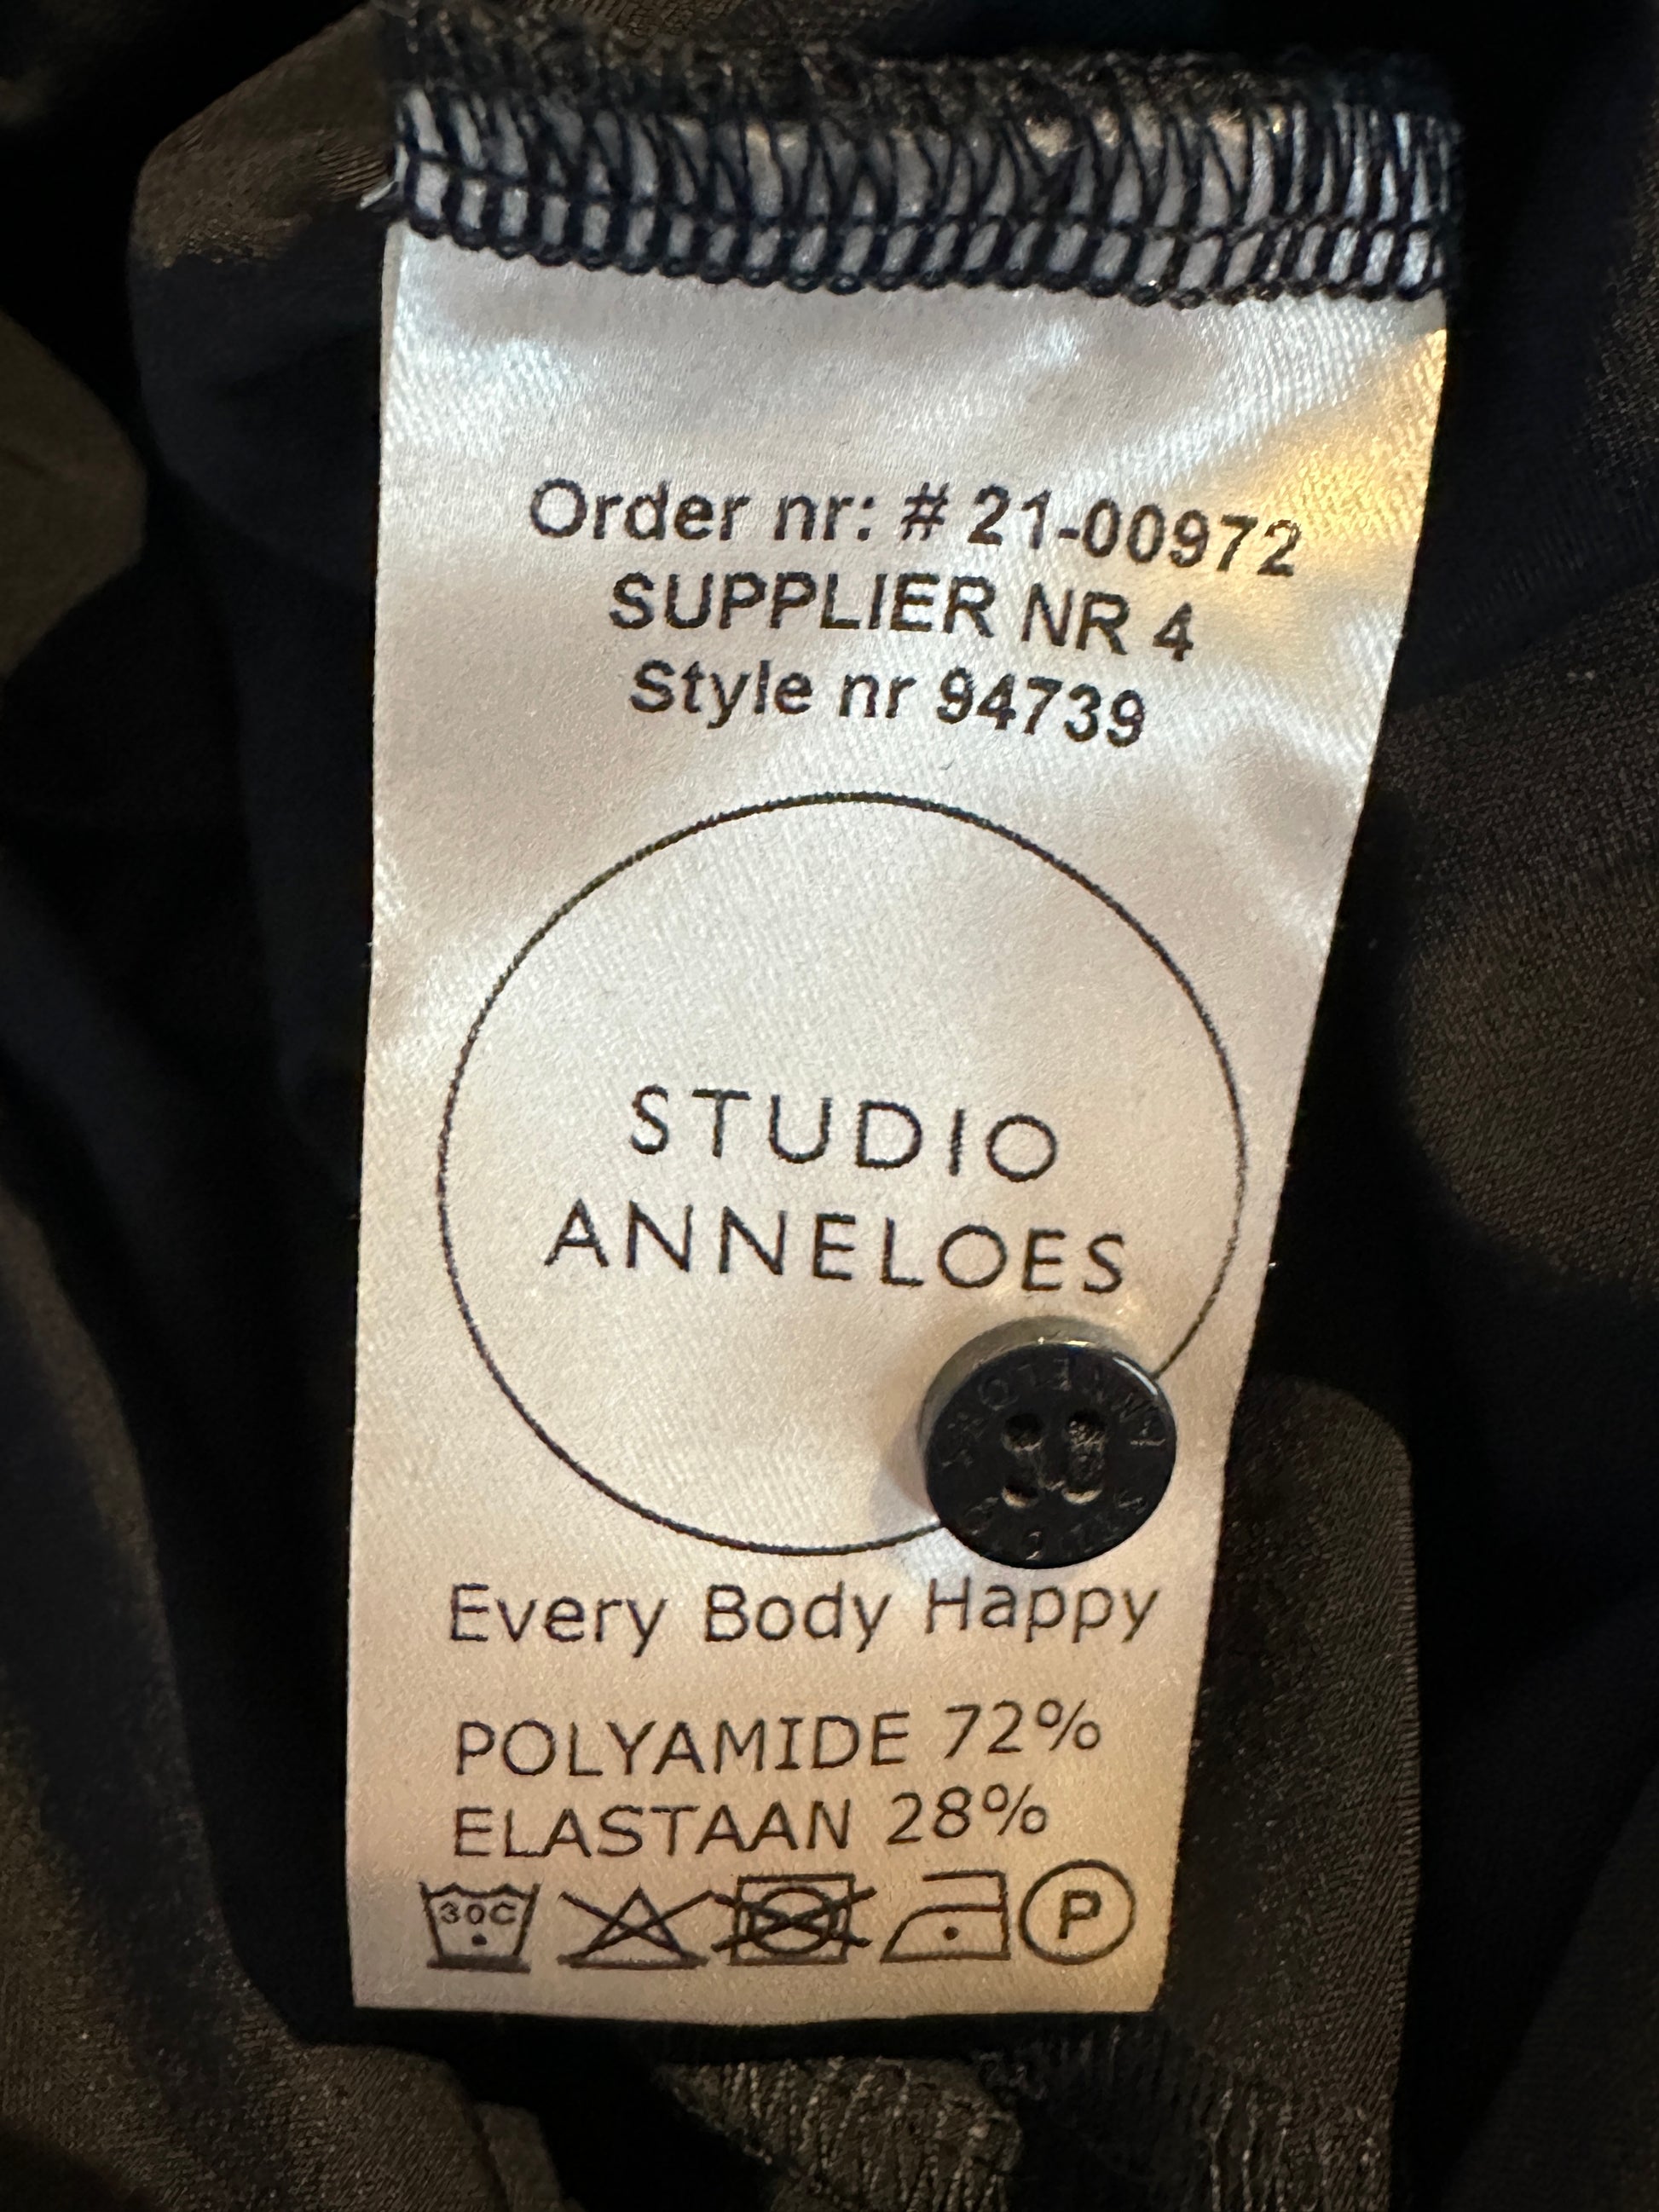 Order nr: # 21-00972
SUPPLIER NR 4
Style nr 94739
STUDIO
ANNELOES
Every Body Happy
POLYAMIDE 72%
ELASTAAN 28%
30C
P